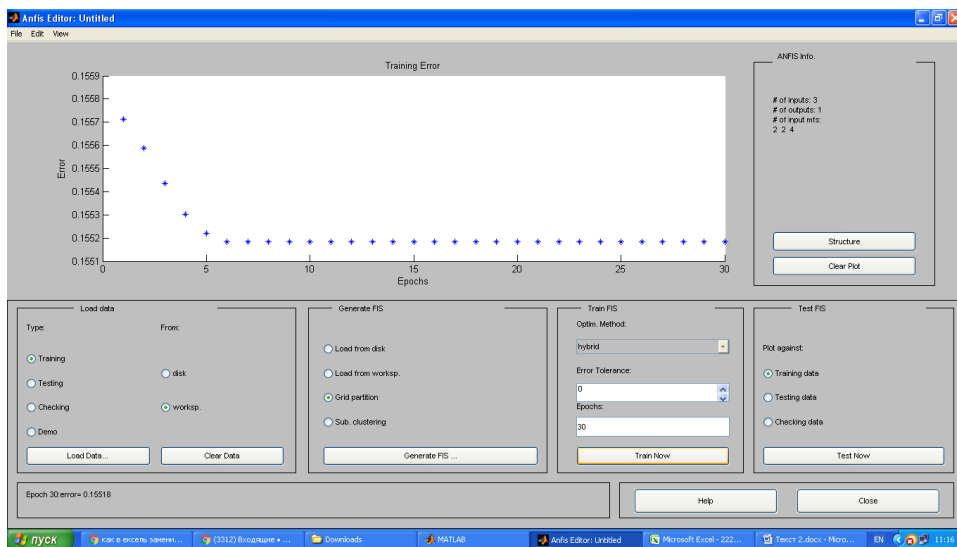 Anfis Editor: Untitled
File Edit View
Training Error
0.1559
0.1558
0.1557
0.1556
0.1555
0.1554
0.1553
0.1552
0.1551
Error
0 5 10 15 20 25 30
Epochs
ANFIS Info.
# of inputs: 3
# of outputs: 1
# of input mfs:
2 2 4
Structure
Clear Plot
Load data
Type:
From:
Training
Testing
Checking
Demo
disk
worksp.
Load Data...
Clear Data
Generate FIS
Load from disk
Load from worksp.
Grid partition
Sub. clustering
Generate FIS ...
Train FIS
Optim. Method:
hybrid
Error Tolerance:
0
Epochs:
30
Train Now
Test FIS
Plot against:
Training data
Testing data
Checking data
Test Now
Epoch 30:error= 0.15518
Help
Close
пуск
как в ексель замени...
(3312) Входящие • ...
Downloads
MATLAB
Anfis Editor: Untitled
Microsoft Excel - 222...
Текст 2.docx - Micro...
EN
11:16